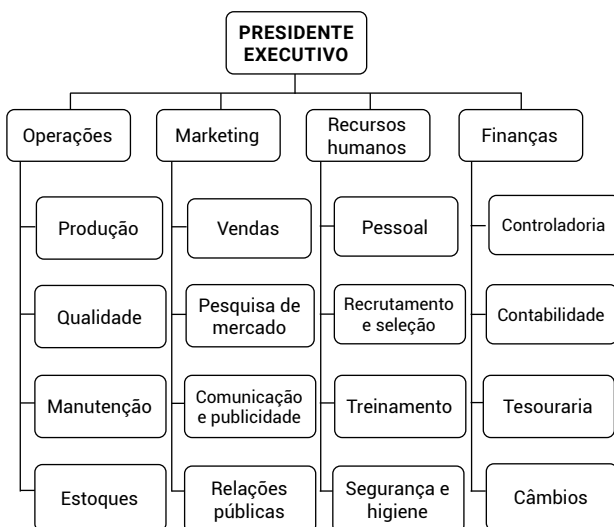 PRESIDENTE
EXECUTIVO
Operações
Marketing
Recursos
humanos
Finanças
Produção
Vendas
Pessoal
Controladoria
Qualidade
Pesquisa de
mercado
Recrutamento
e seleção
Contabilidade
Manutenção
Comunicação
e publicidade
Treinamento
Tesouraria
Estoques
Relações
públicas
Segurança e
higiene
Câmbios